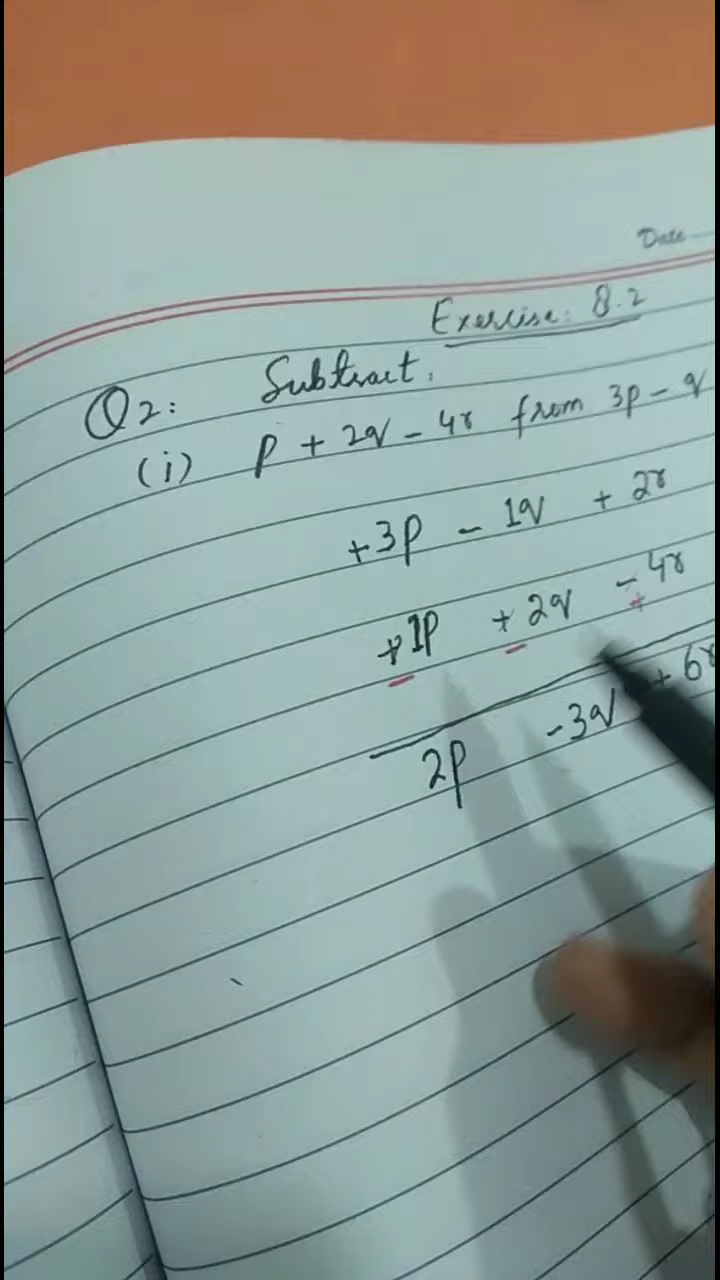 Date
Exercise: 8.2
Q2: Subtract.
(i) p + 2q - 4r from 3p - q
+3p - 1q + 2r
+1p + 2q - 4r
- - +
2p - 3q + 6r